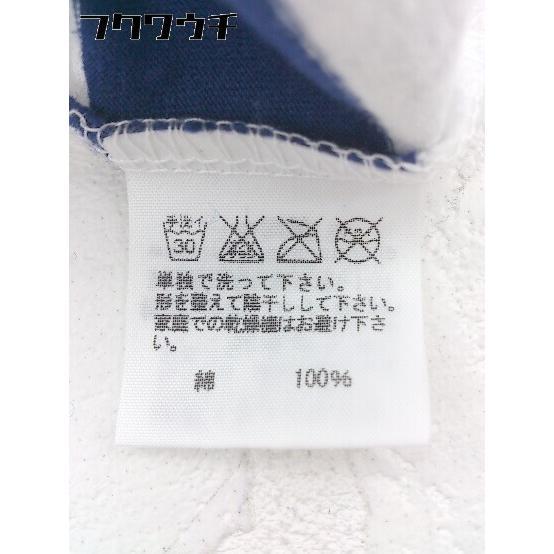 フクワウチ
手洗イ
30
単独で洗って下さい。
形を整えて陰干しして下さい。
家庭での乾燥機はお避け下さ
い。
綿 100%